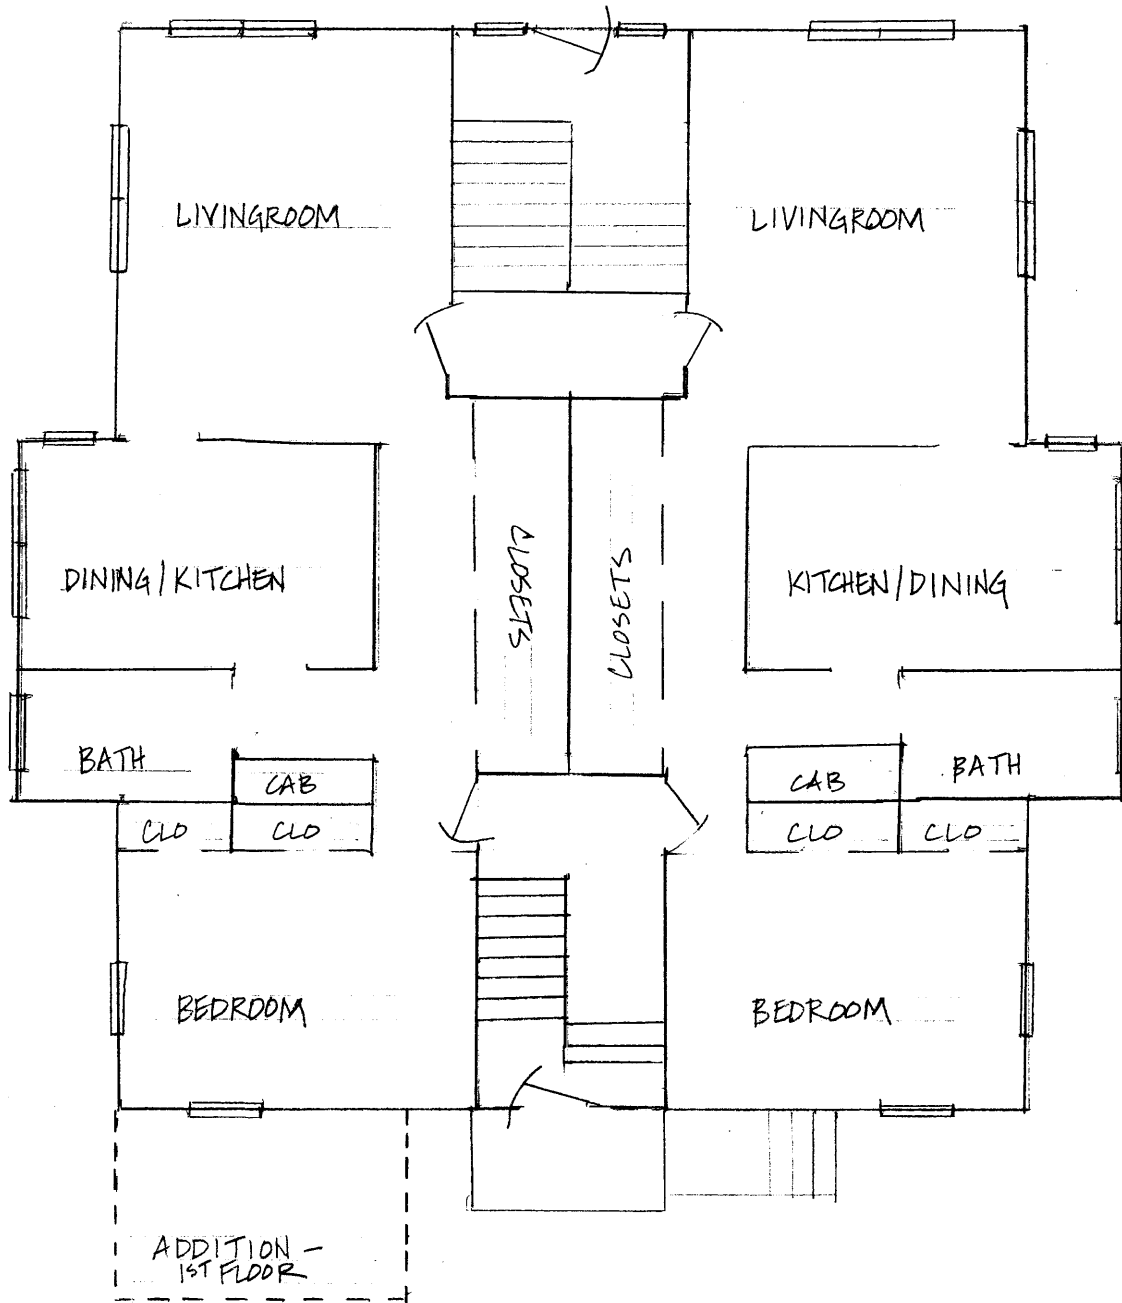 LIVINGROOM
LIVINGROOM
DINING/KITCHEN
CLOSETS
CLOSETS
KITCHEN/DINING
BATH
CAB
CAB
BATH
CLO
CLO
CLO
CLO
BEDROOM
BEDROOM
ADDITION -
1ST FLOOR